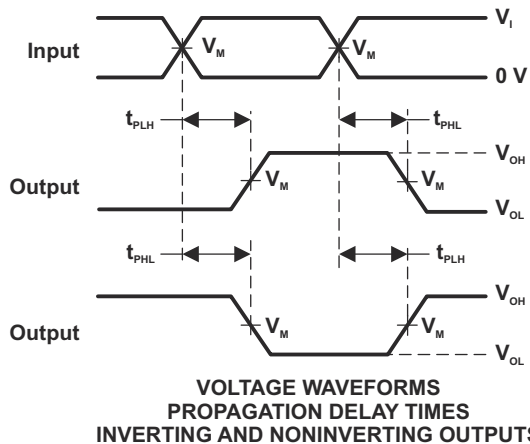 Input
V_M
V_M
V_I
0 V
t_PLH
t_PHL
Output
V_M
V_M
V_OH
V_OL
t_PHL
t_PLH
Output
V_M
V_M
V_OH
V_OL
VOLTAGE WAVEFORMS
PROPAGATION DELAY TIMES
INVERTING AND NONINVERTING OUTPUTS